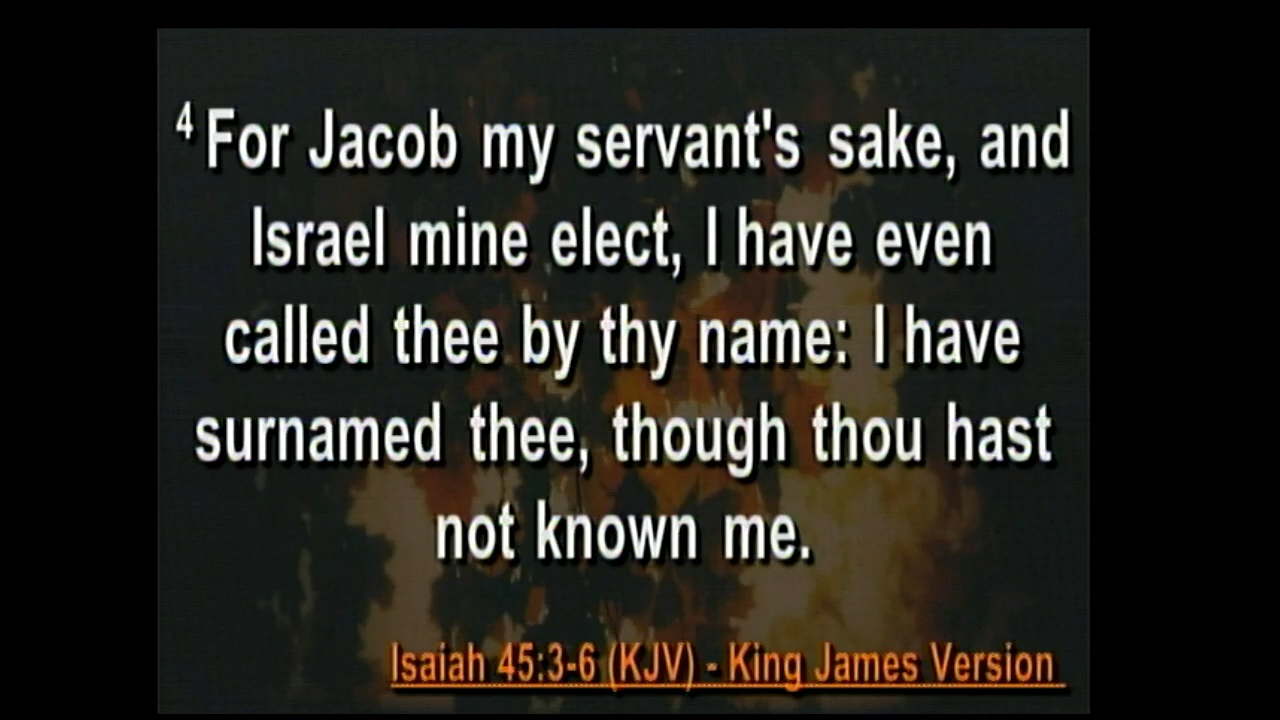 4 For Jacob my servant's sake, and
Israel mine elect, I have even
called thee by thy name: I have
surnamed thee, though thou hast
not known me.
Isaiah 45:3-6 (KJV) - King James Version